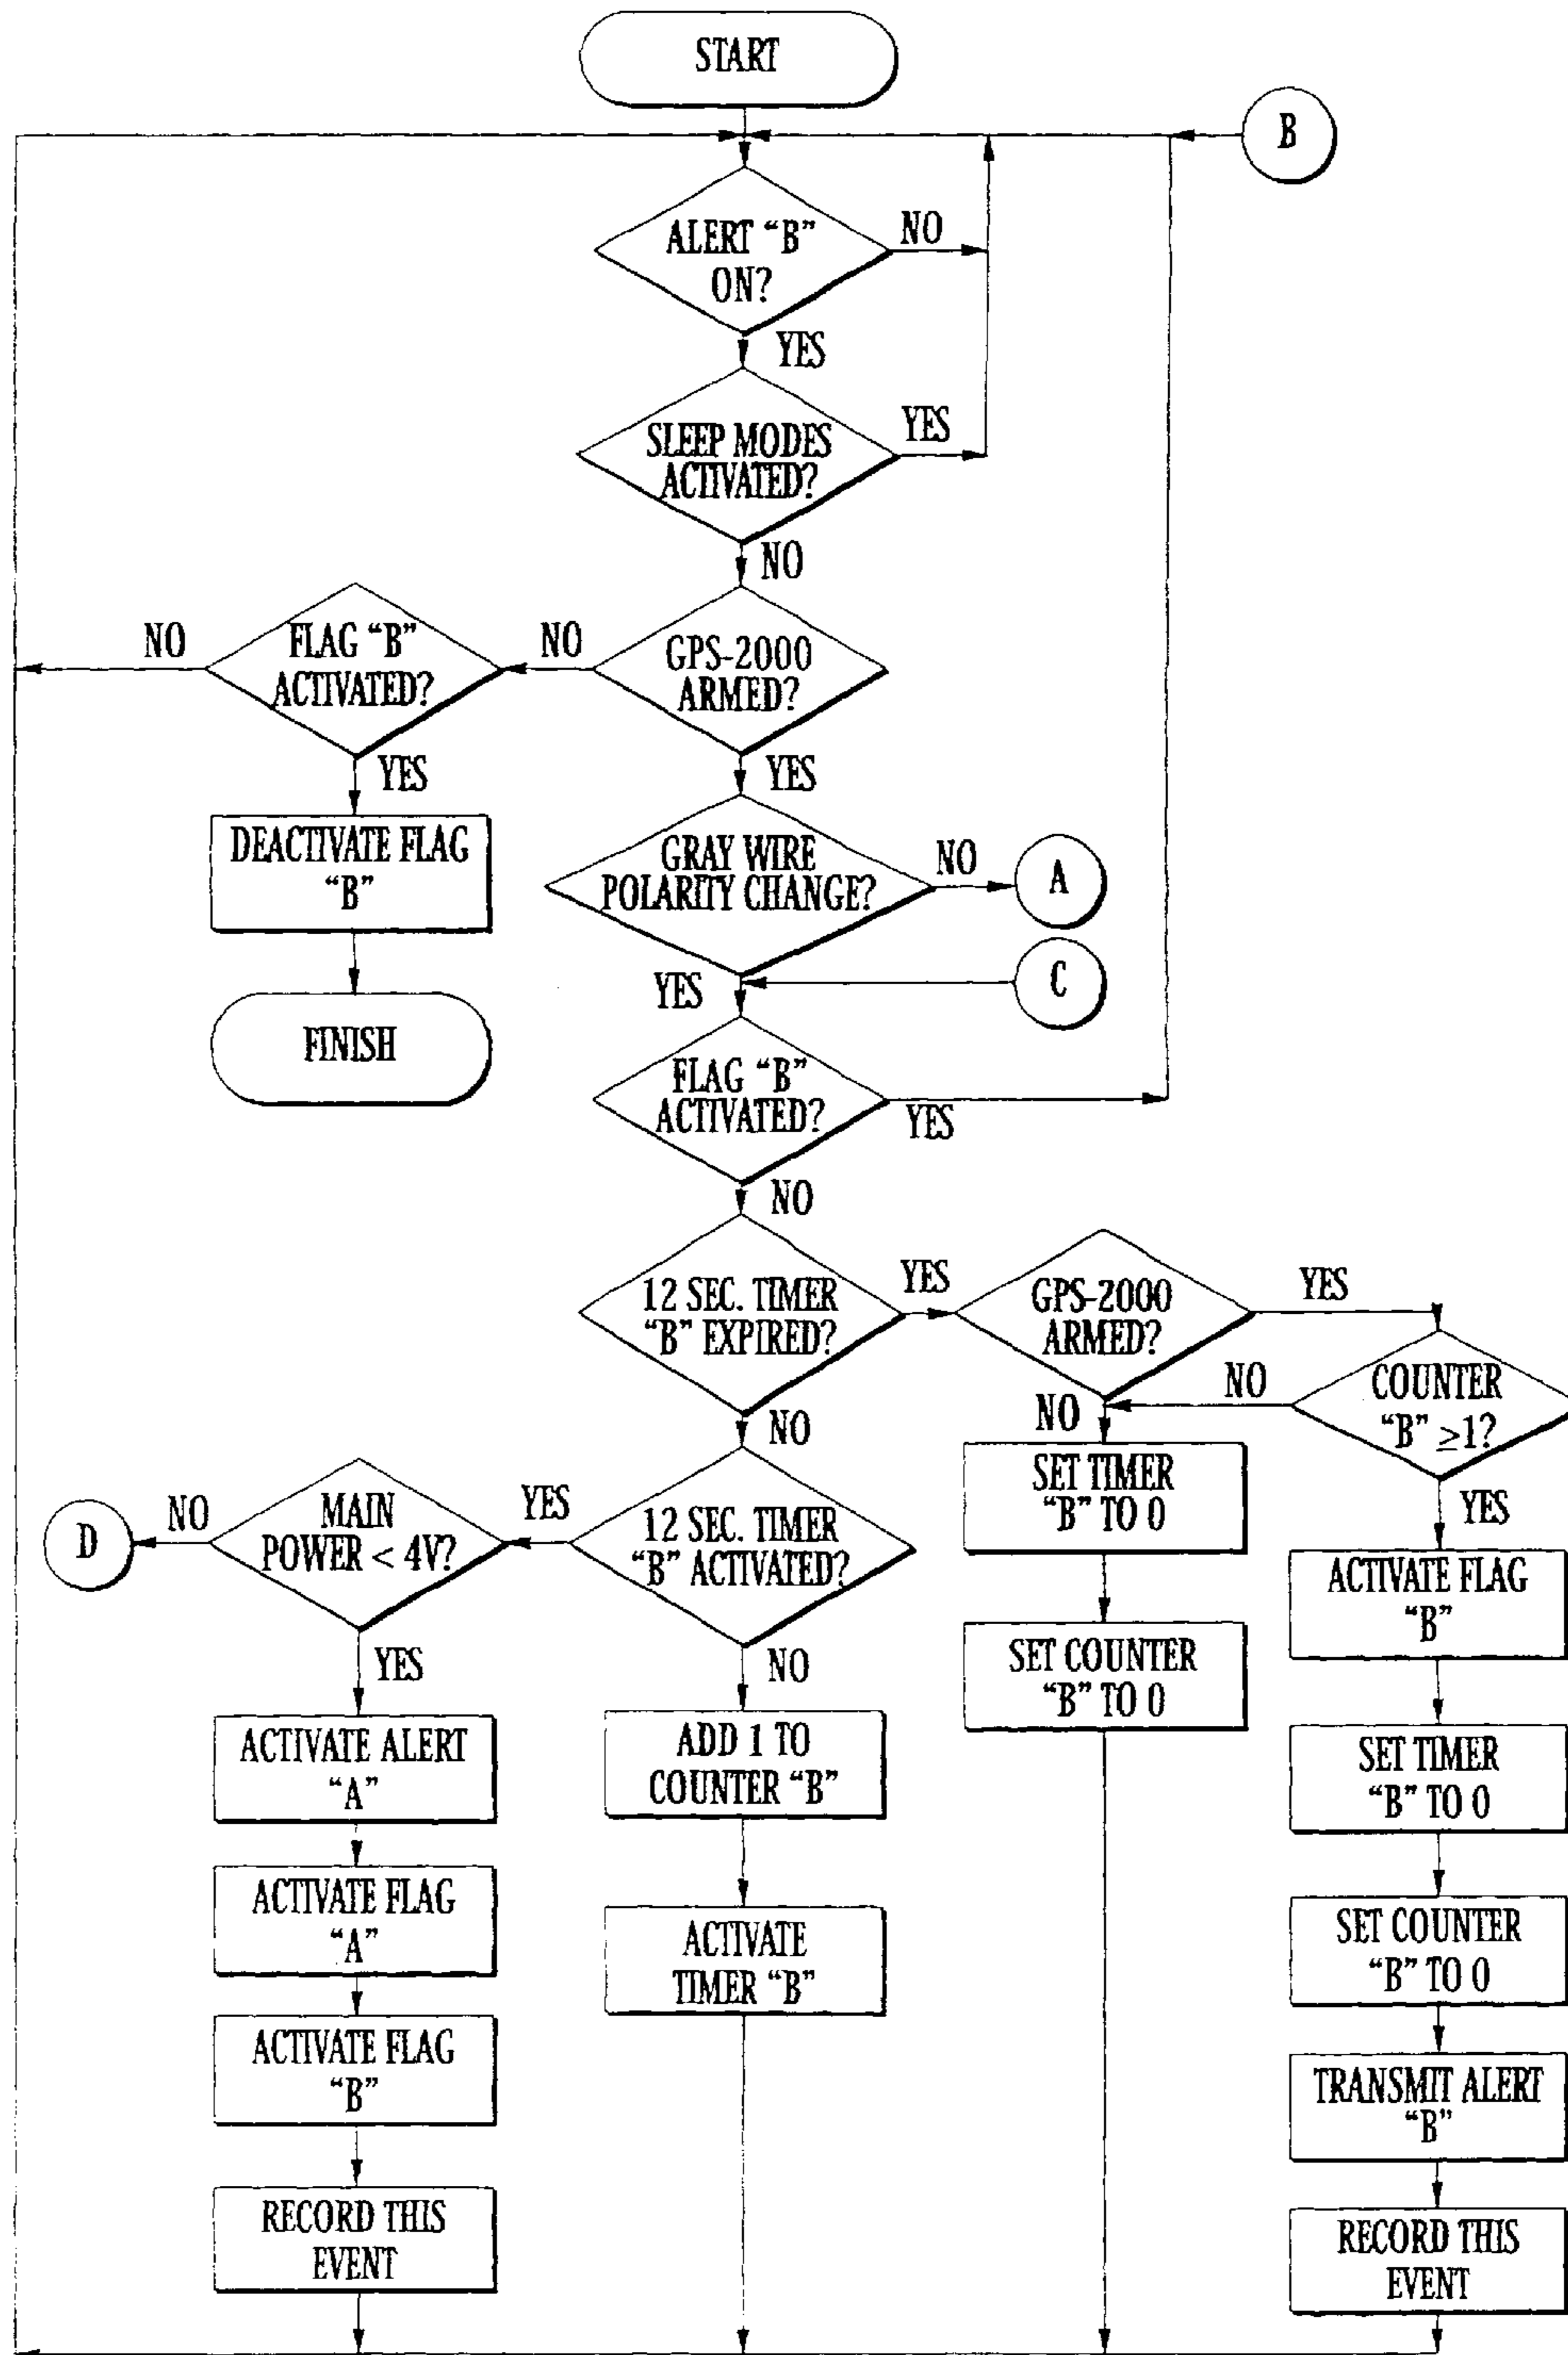 START
B
ALERT “B”
ON?
NO
YES
SLEEP MODES
ACTIVATED?
YES
NO
GPS-2000
ARMED?
NO
FLAG “B”
ACTIVATED?
NO
YES
DEACTIVATE FLAG
“B”
FINISH
YES
GRAY WIRE
POLARITY CHANGE?
NO
A
YES
C
FLAG “B”
ACTIVATED?
YES
NO
12 SEC. TIMER
“B” EXPIRED?
YES
GPS-2000
ARMED?
YES
COUNTER
“B” ≥1?
NO
NO
SET TIMER
“B” TO 0
SET COUNTER
“B” TO 0
YES
ACTIVATE FLAG
“B”
SET TIMER
“B” TO 0
SET COUNTER
“B” TO 0
TRANSMIT ALERT
“B”
RECORD THIS
EVENT
NO
12 SEC. TIMER
“B” ACTIVATED?
YES
MAIN
POWER < 4V?
NO
D
YES
ACTIVATE ALERT
“A”
ACTIVATE FLAG
“A”
ACTIVATE FLAG
“B”
RECORD THIS
EVENT
NO
ADD 1 TO
COUNTER “B”
ACTIVATE
TIMER “B”